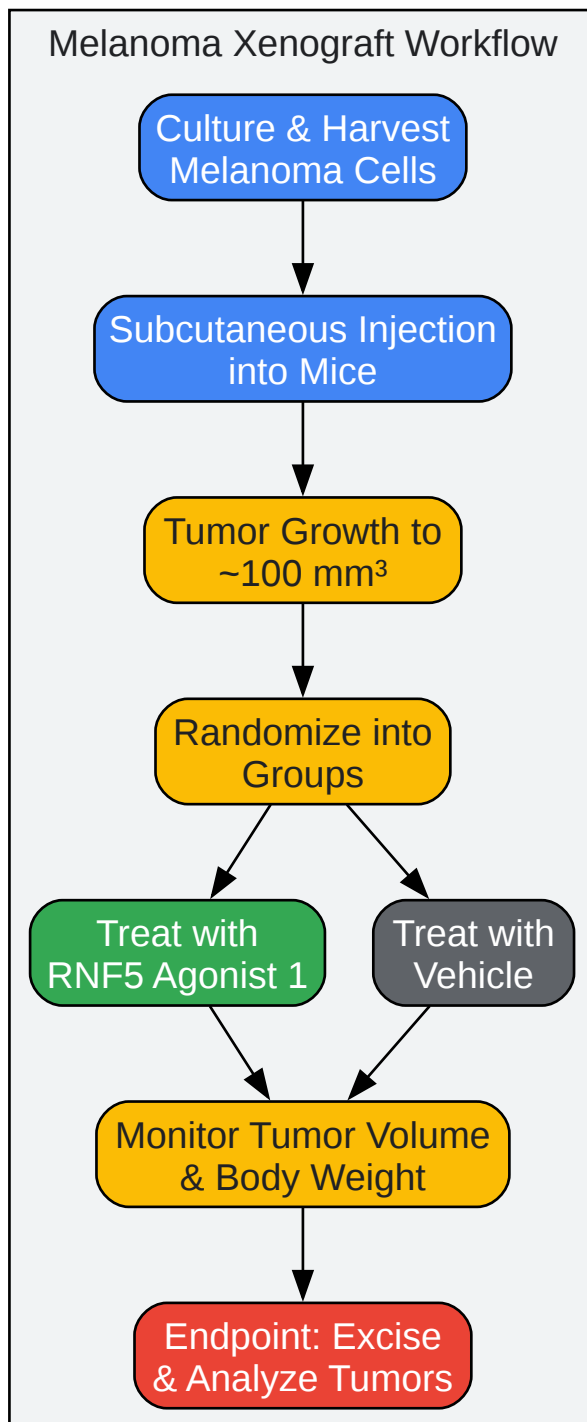 Melanoma Xenograft Workflow
Culture & Harvest
Melanoma Cells
Subcutaneous Injection
into Mice
Tumor Growth to
~100 mm³
Randomize into
Groups
Treat with
RNF5 Agonist 1
Treat with
Vehicle
Monitor Tumor Volume
& Body Weight
Endpoint: Excise
& Analyze Tumors